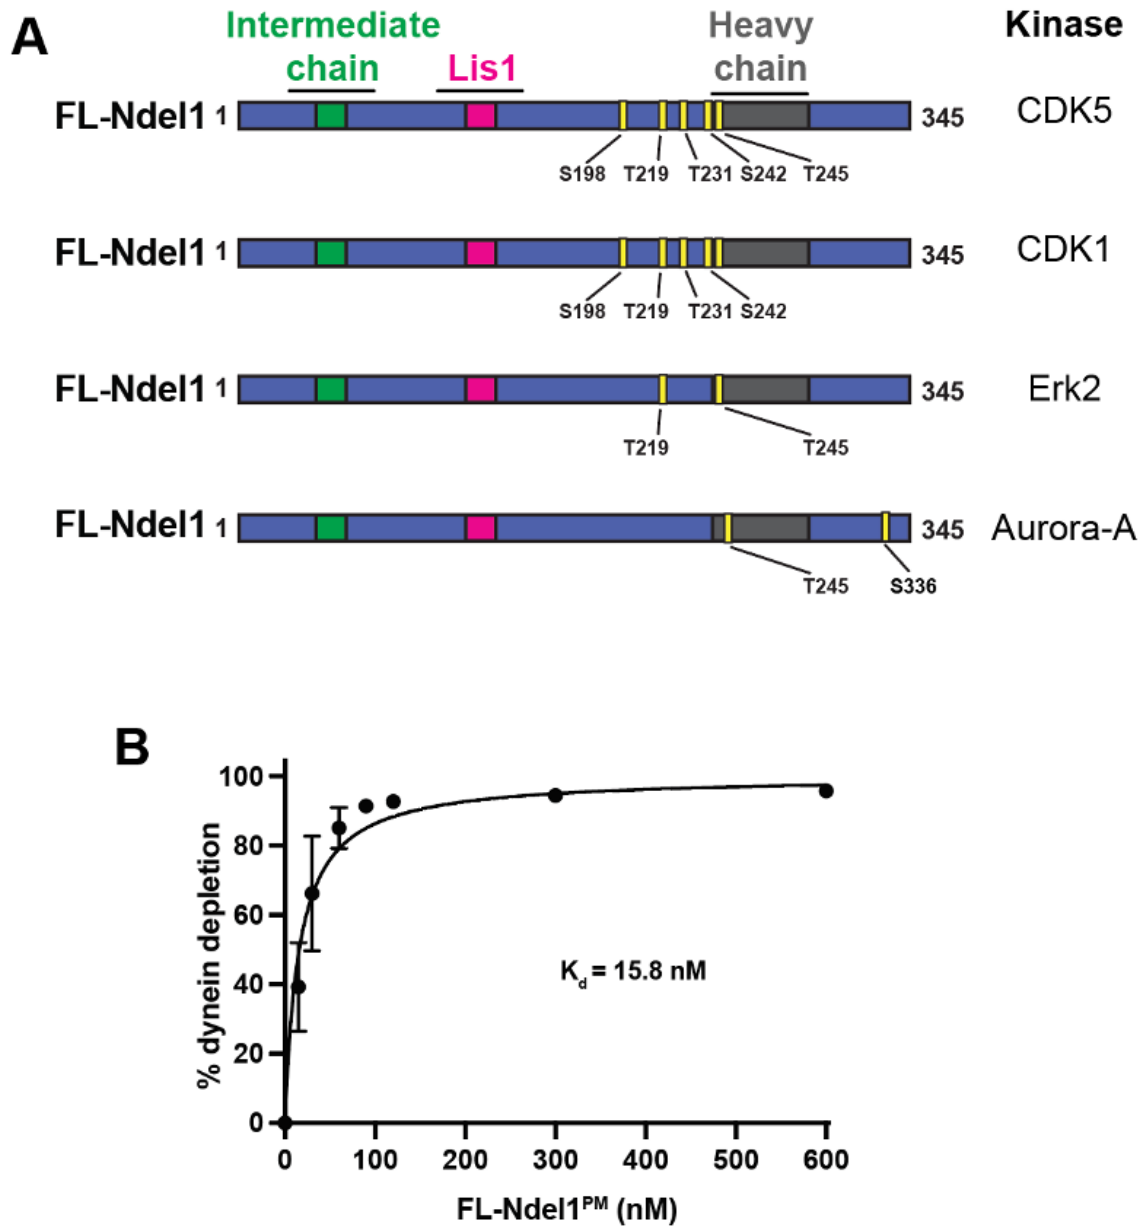 A
Intermediate chain
Lis1
Heavy chain
Kinase
FL-Ndel1 1
345
CDK5
S198 T219 T231 S242 T245
FL-Ndel1 1
345
CDK1
S198 T219 T231 S242
FL-Ndel1 1
345
Erk2
T219 T245
FL-Ndel1 1
345
Aurora-A
T245 S336
B
% dynein depletion
100
80
60
40
20
0
Kd = 15.8 nM
0 100 200 300 400 500 600
FL-Ndel1PM (nM)